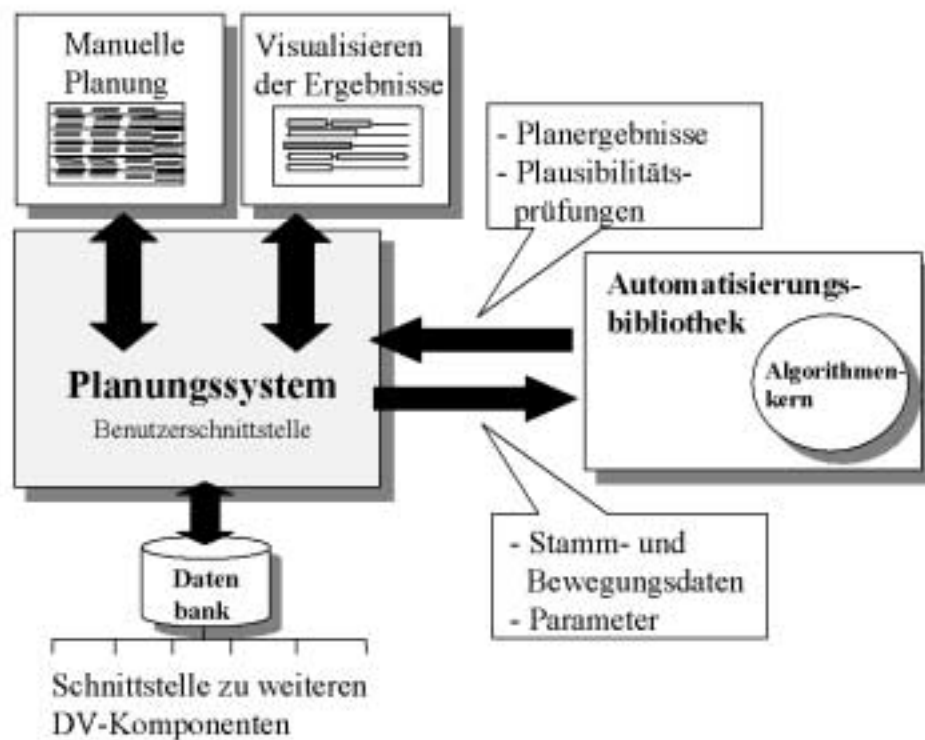 Manuelle
Planung
Visualisieren
der Ergebnisse
- Planergebnisse
- Plausibilitäts-
prüfungen
Automatisierungs-
bibliothek
Algorithmen-
kern
Planungssystem
Benutzerschnittstelle
- Stamm- und
Bewegungsdaten
- Parameter
Daten
bank
Schnittstelle zu weiteren
DV-Komponenten